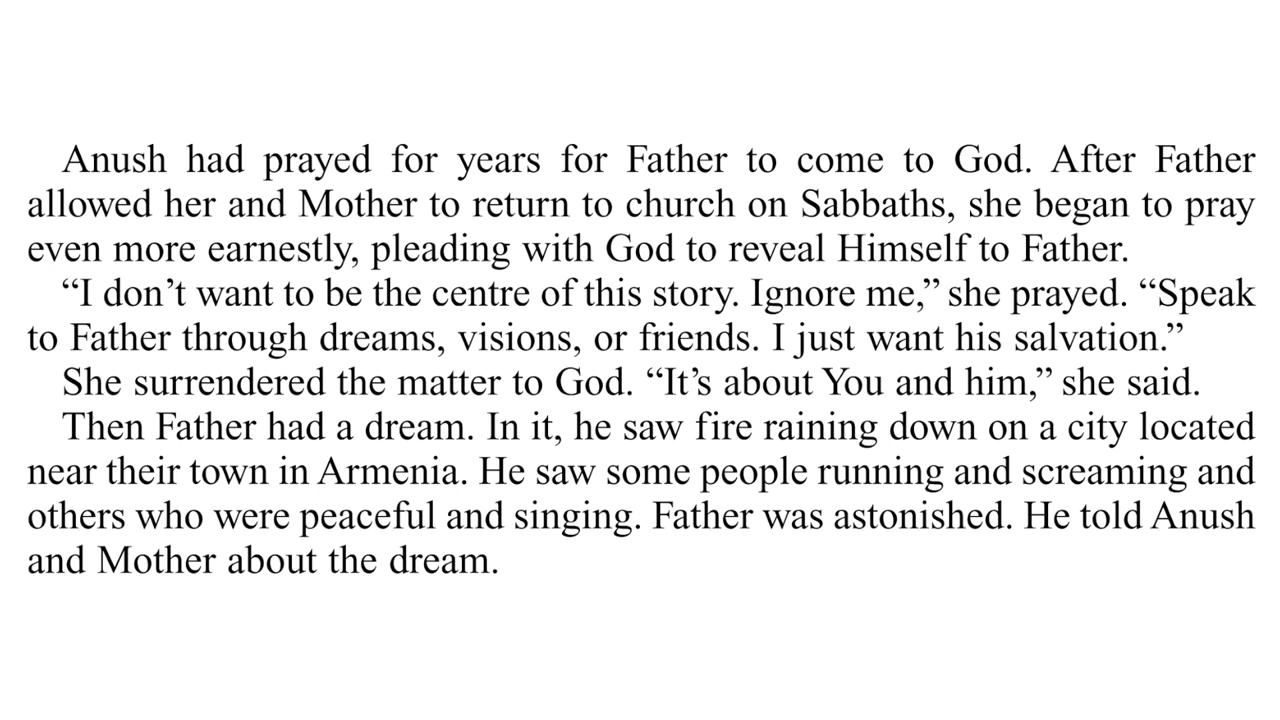 Anush had prayed for years for Father to come to God. After Father
allowed her and Mother to return to church on Sabbaths, she began to pray
even more earnestly, pleading with God to reveal Himself to Father.
“I don’t want to be the centre of this story. Ignore me,” she prayed. “Speak
to Father through dreams, visions, or friends. I just want his salvation.”
She surrendered the matter to God. “It’s about You and him,” she said.
Then Father had a dream. In it, he saw fire raining down on a city located
near their town in Armenia. He saw some people running and screaming and
others who were peaceful and singing. Father was astonished. He told Anush
and Mother about the dream.